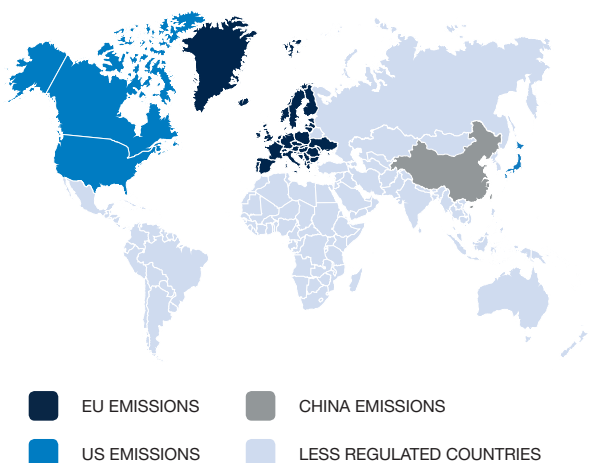 EU EMISSIONS
CHINA EMISSIONS
US EMISSIONS
LESS REGULATED COUNTRIES